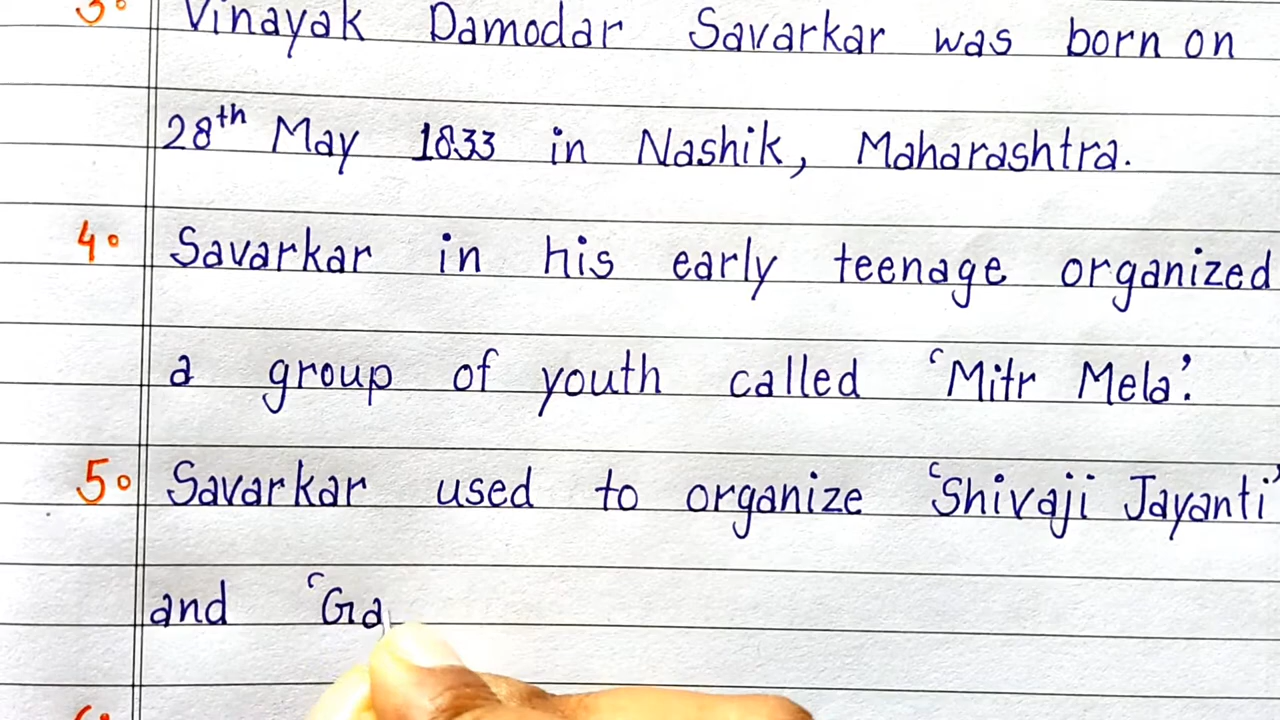 3. Vinayak Damodar Savarkar was born on
28th May 1833 in Nashik, Maharashtra.
4. Savarkar in his early teenage organized
a group of youth called ‘Mitr Mela’.
5. Savarkar used to organize ‘Shivaji Jayanti’
and ‘Ga